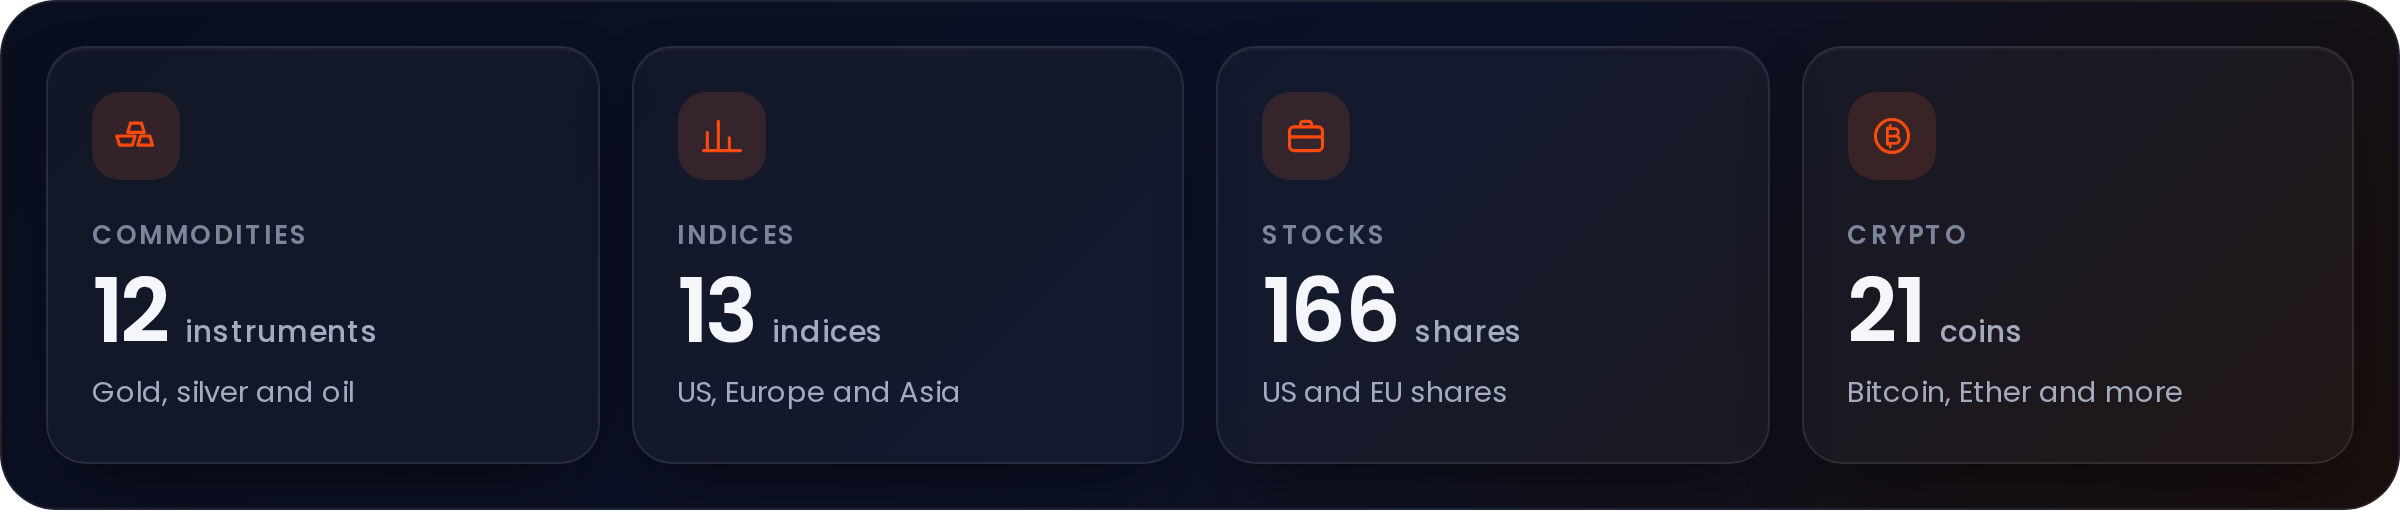 COMMODITIES
12 instruments
Gold, silver and oil
INDICES
13 indices
US, Europe and Asia
STOCKS
166 shares
US and EU shares
CRYPTO
21 coins
Bitcoin, Ether and more